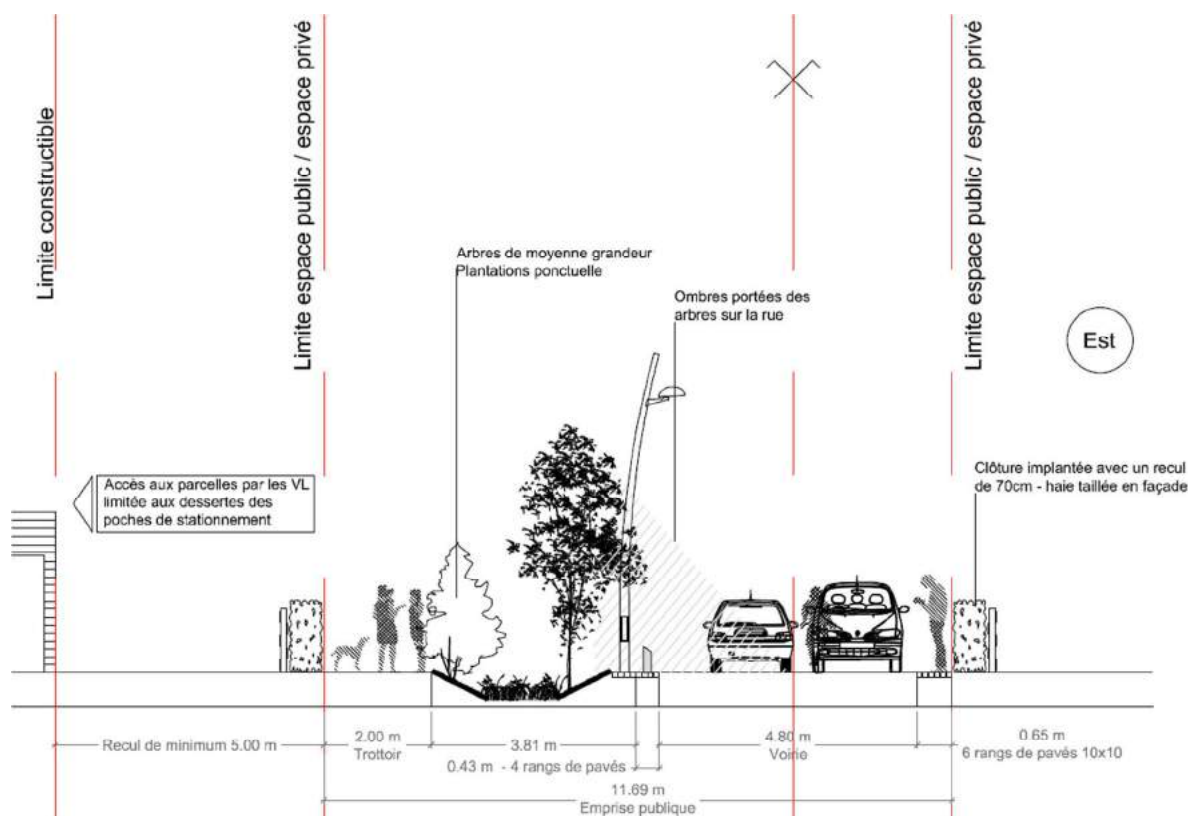 Limite constructible
Limite espace public / espace privé
Limite espace public / espace privé
Arbres de moyenne grandeur
Plantations ponctuelle
Ombres portées des
arbres sur la rue
Est
Accès aux parcelles par les VL
limitée aux dessertes des
poches de stationnement
Clôture implantée avec un recul
de 70cm - haie taillée en façade
Recul de minimum 5.00 m
2.00 m
Trottoir
3.81 m
0.43 m - 4 rangs de pavés
4.80 m
Voirie
0.65 m
6 rangs de pavés 10x10
11.69 m
Emprise publique